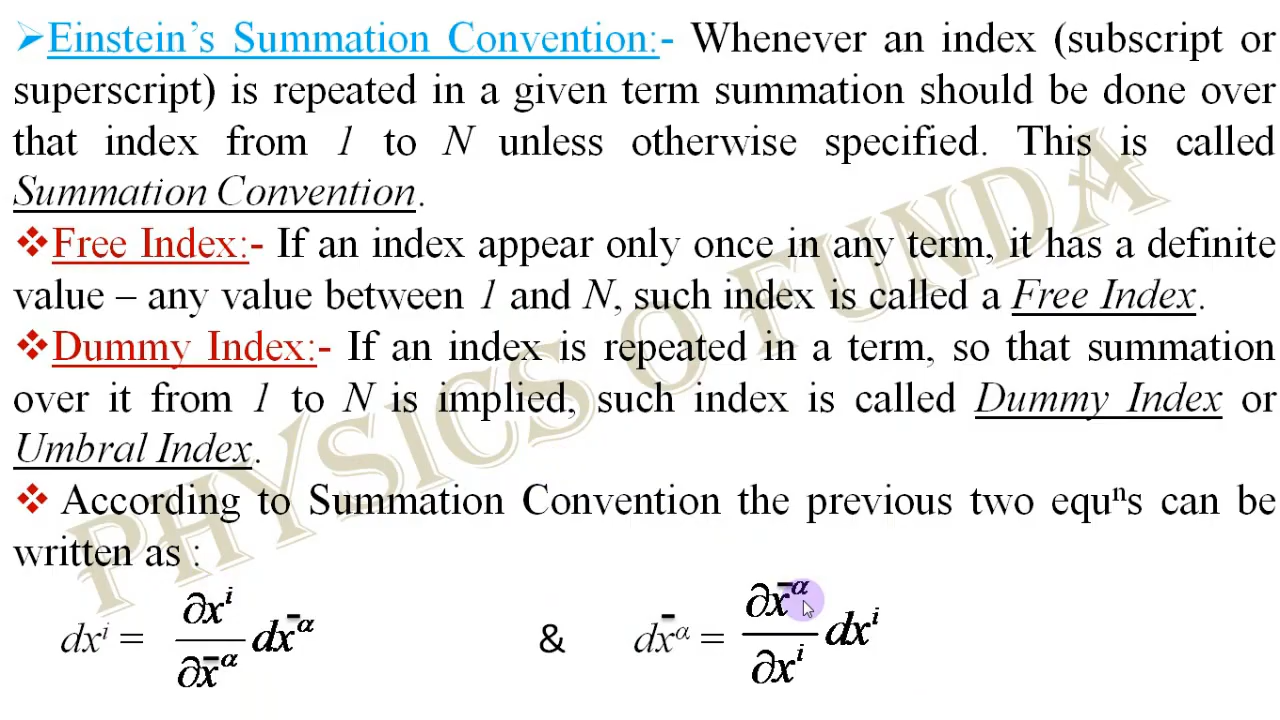 ➢Einstein's Summation Convention:- Whenever an index (subscript or
superscript) is repeated in a given term summation should be done over
that index from 1 to N unless otherwise specified. This is called
Summation Convention.
❖Free Index:- If an index appear only once in any term, it has a definite
value – any value between 1 and N, such index is called a Free Index.
❖Dummy Index:- If an index is repeated in a term, so that summation
over it from 1 to N is implied, such index is called Dummy Index or
Umbral Index.
❖ According to Summation Convention the previous two equⁿs can be
written as :
dxⁱ = ∂xⁱ/∂x̄ᵅ dx̄ᵅ & dx̄ᵅ = ∂x̄ᵅ/∂xⁱ dxⁱ
PHYSICS O FUNDA